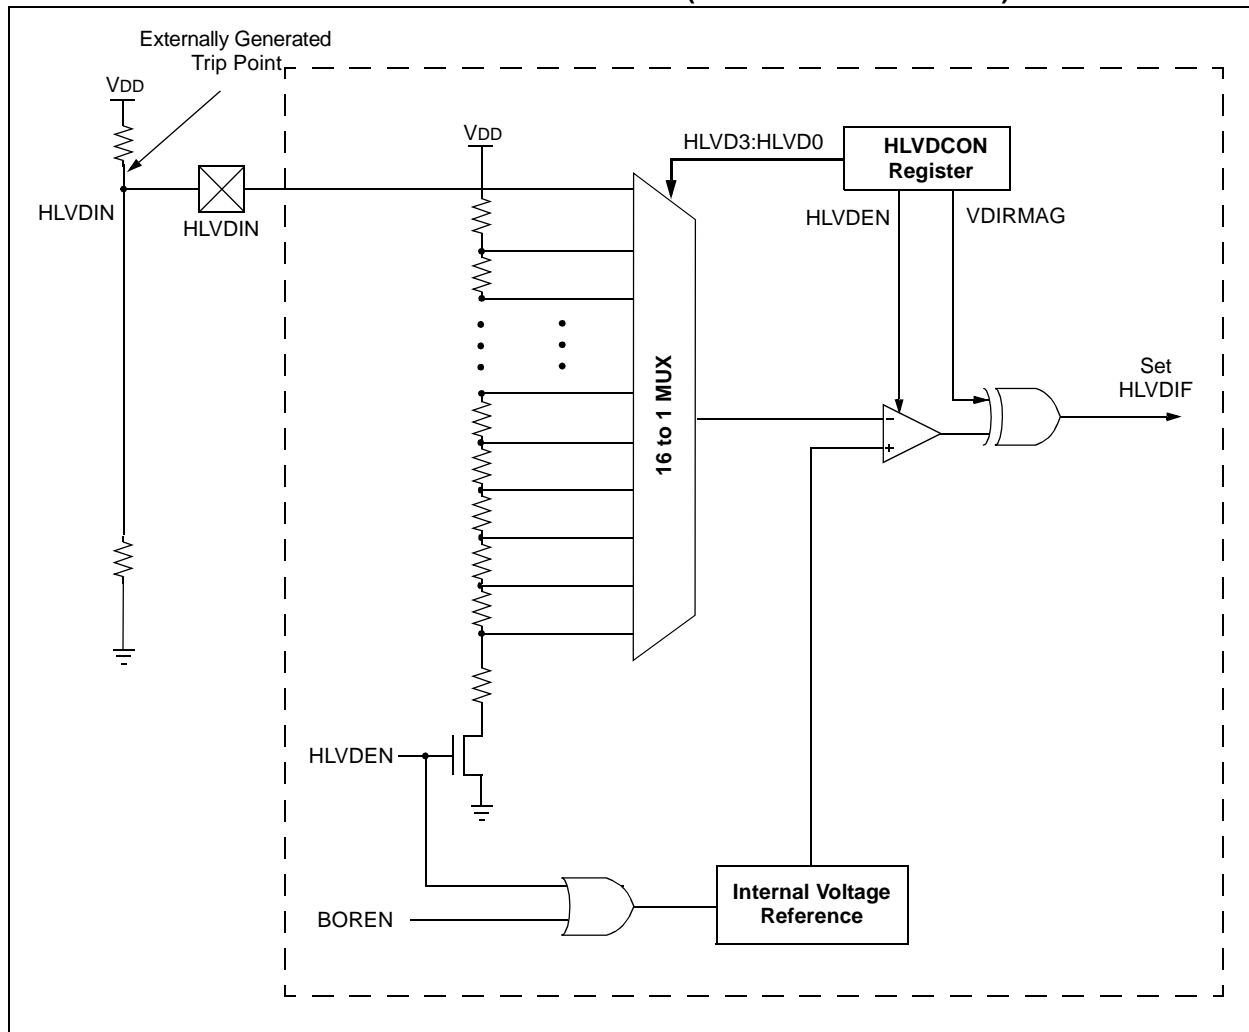 Externally Generated
Trip Point
VDD
VDD
HLVD3:HLVD0
HLVDCON
Register
HLVDIN
HLVDIN
HLVDEN
VDIRMAG
16 to 1 MUX
Set
HLVDIF
-
+
HLVDEN
BOREN
Internal Voltage
Reference